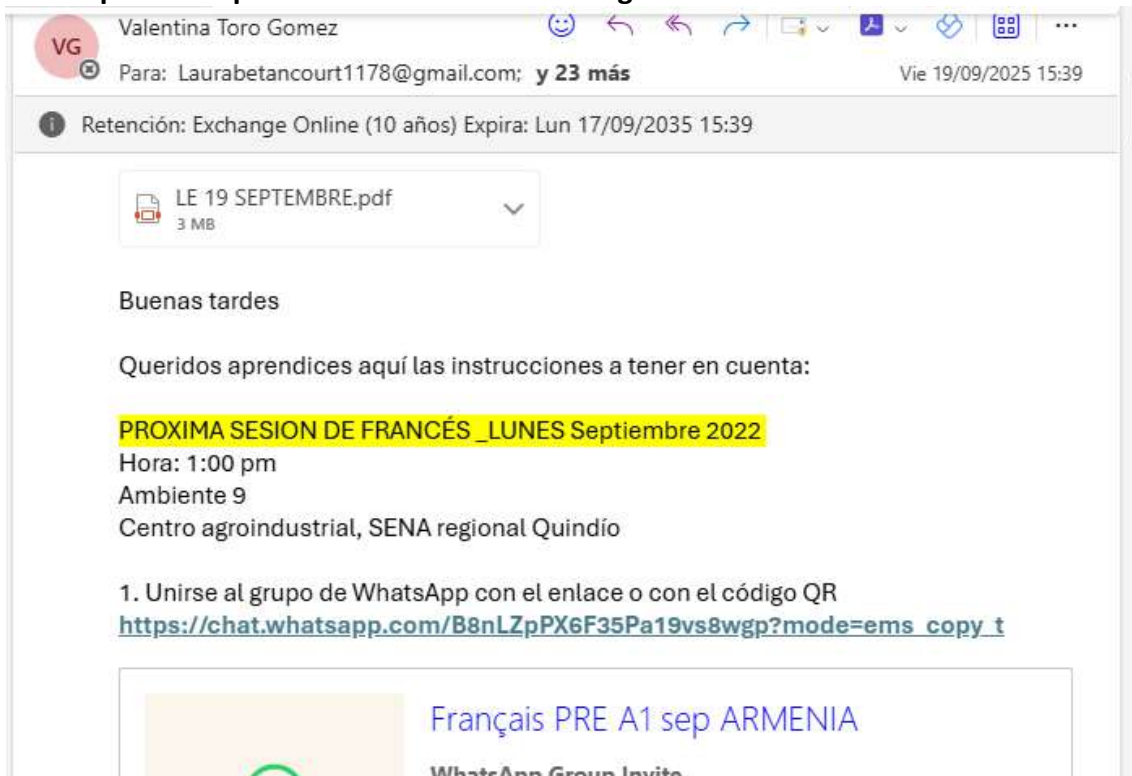 VG
Valentina Toro Gomez
Para: Laurabetancourt1178@gmail.com; y 23 más
Vie 19/09/2025 15:39
Retención: Exchange Online (10 años) Expira: Lun 17/09/2035 15:39
LE 19 SEPTEMBRE.pdf
3 MB
Buenas tardes
Queridos aprendices aquí las instrucciones a tener en cuenta:
PROXIMA SESION DE FRANCÉS _LUNES Septiembre 2022
Hora: 1:00 pm
Ambiente 9
Centro agroindustrial, SENA regional Quindío
1. Unirse al grupo de WhatsApp con el enlace o con el código QR
https://chat.whatsapp.com/B8nLZpPX6F35Pa19vs8wgp?mode=ems_copy_t
Français PRE A1 sep ARMENIA
WhatsApp Group Invite